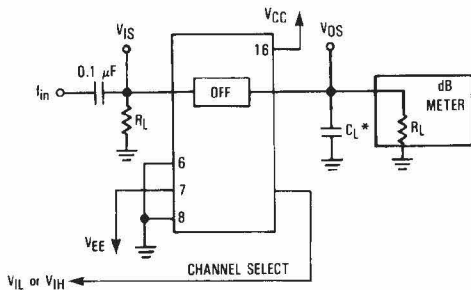 VCC
VIS
VOS
16
0.1 μF
dB
METER
fin
OFF
RL
CL*
RL
6
7
8
VEE
CHANNEL SELECT
VIL or VIH